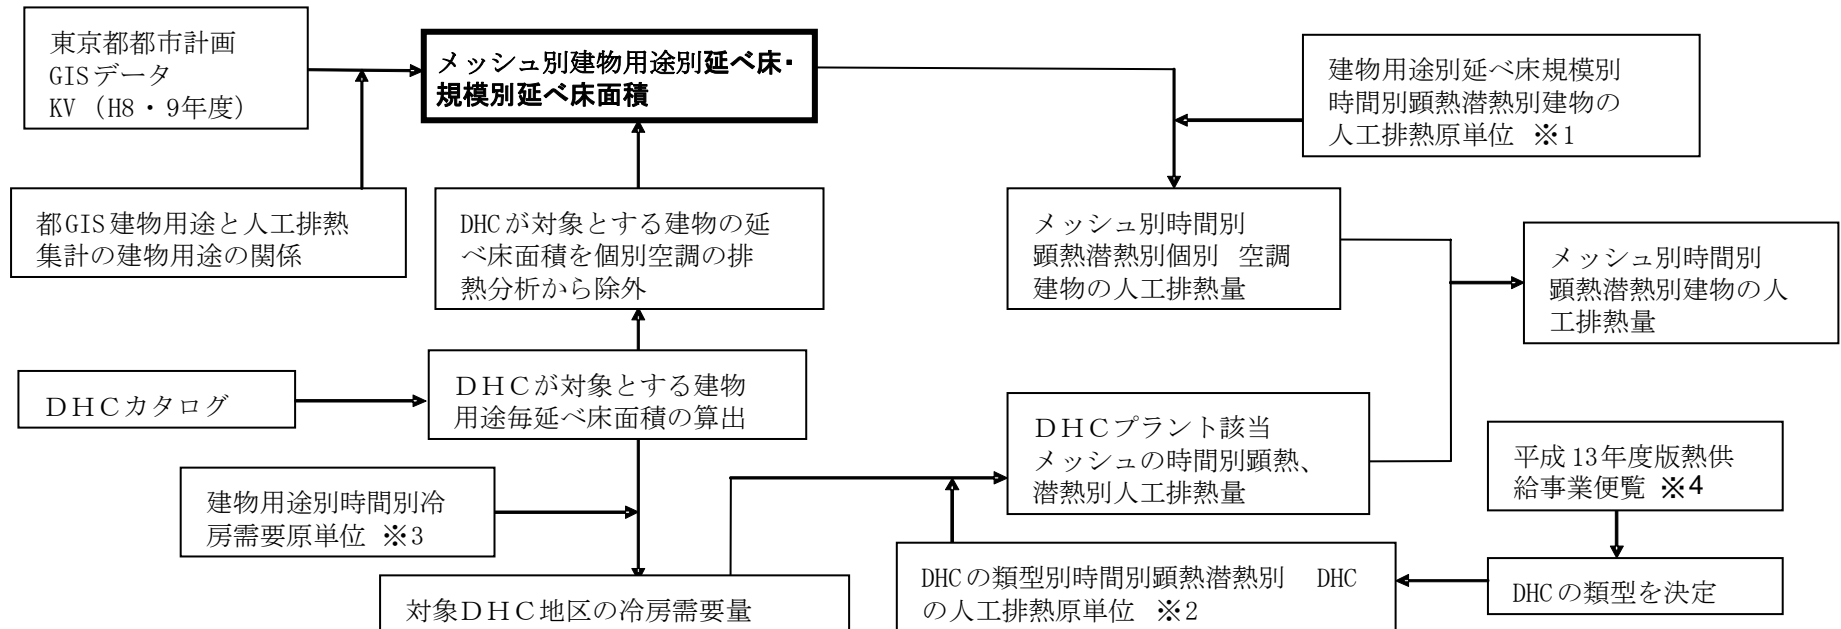 東京都都市計画
GISデータ
KV（H8・9年度）
メッシュ別建物用途別延べ床・
規模別延べ床面積
建物用途別延べ床規模別
時間別顕熱潜熱別建物の
人工排熱原単位 ※1
都GIS建物用途と人工排熱
集計の建物用途の関係
DHCが対象とする建物の延
べ床面積を個別空調の排
熱分析から除外
メッシュ別時間別
顕熱潜熱別個別 空調
建物の人工排熱量
メッシュ別時間別
顕熱潜熱別建物の人
工排熱量
ＤＨＣカタログ
ＤＨＣが対象とする建物
用途毎延べ床面積の算出
ＤＨＣプラント該当
メッシュの時間別顕熱、
潜熱別人工排熱量
平成13年度版熱供
給事業便覧 ※4
建物用途別時間別冷
房需要原単位 ※3
対象ＤＨＣ地区の冷房需要量
DHCの類型別時間別顕熱潜熱別 DHC
の人工排熱原単位 ※2
DHCの類型を決定